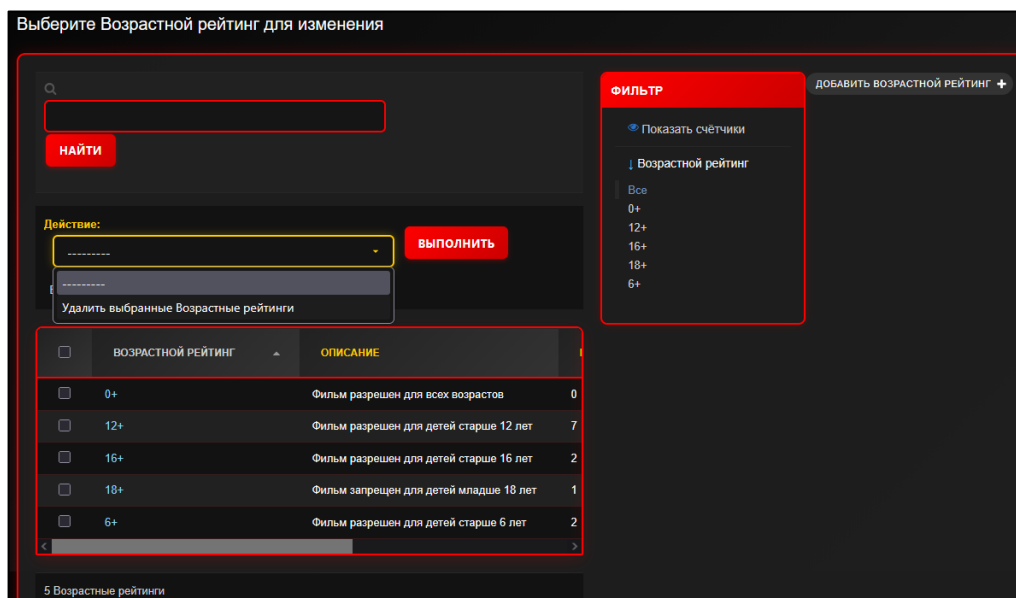 Выберите Возрастной рейтинг для изменения
НАЙТИ
Действие:
---------
ВЫПОЛНИТЬ
---------
Удалить выбранные Возрастные рейтинги
ВОЗРАСТНОЙ РЕЙТИНГ ОПИСАНИЕ
0+ Фильм разрешен для всех возрастов 0
12+ Фильм разрешен для детей старше 12 лет 7
16+ Фильм разрешен для детей старше 16 лет 2
18+ Фильм запрещен для детей младше 18 лет 1
6+ Фильм разрешен для детей старше 6 лет 2
5 Возрастные рейтинги
ФИЛЬТР
Показать счётчики
↓ Возрастной рейтинг
Все
0+
12+
16+
18+
6+
ДОБАВИТЬ ВОЗРАСТНОЙ РЕЙТИНГ +